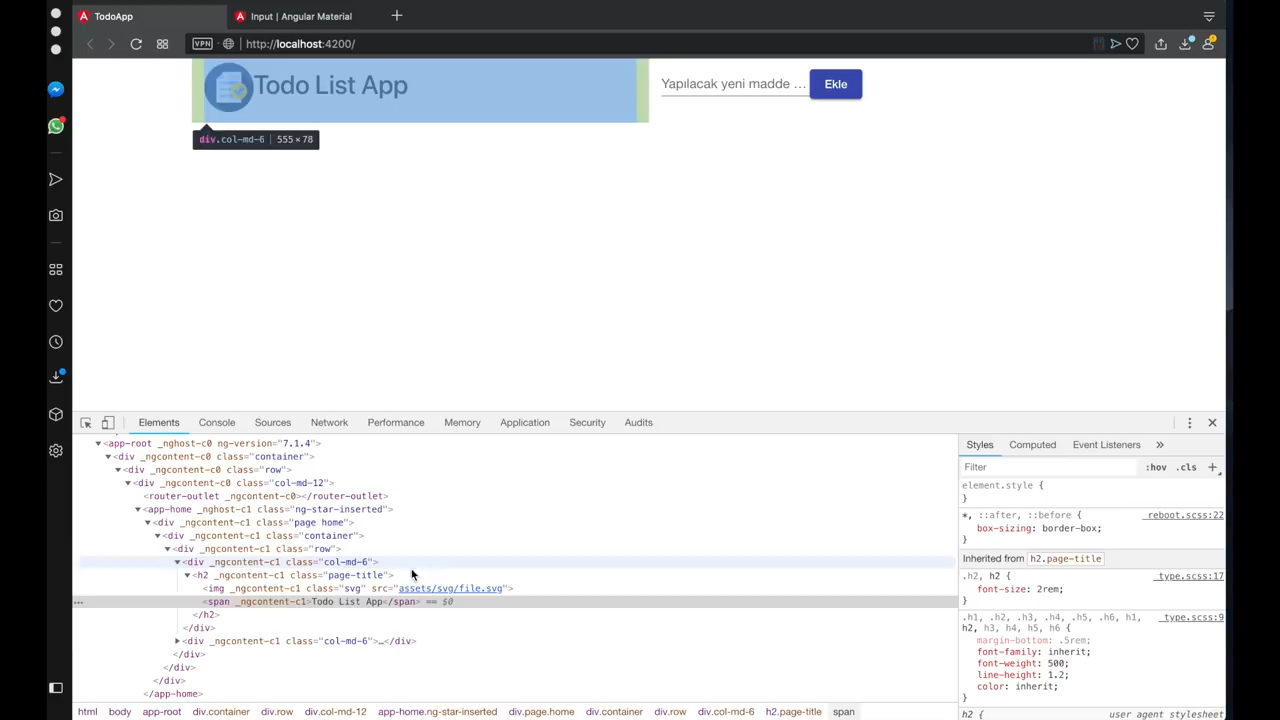 TodoApp
Input | Angular Material
VPN
http://localhost:4200/
Todo List App
Yapılacak yeni madde ...
Ekle
div.col-md-6 | 555 × 78
Elements
Console
Sources
Network
Performance
Memory
Application
Security
Audits
<app-root _nghost-c0 ng-version="7.1.4">
<div _ngcontent-c0 class="container">
<div _ngcontent-c0 class="row">
<div _ngcontent-c0 class="col-md-12">
<router-outlet _ngcontent-c0></router-outlet>
<app-home _nghost-c1 class="ng-star-inserted">
<div _ngcontent-c1 class="page home">
<div _ngcontent-c1 class="container">
<div _ngcontent-c1 class="row">
<div _ngcontent-c1 class="col-md-6">
<h2 _ngcontent-c1 class="page-title">
<img _ngcontent-c1 class="svg" src="assets/svg/file.svg">
<span _ngcontent-c1>Todo List App</span> == $0
</h2>
</div>
<div _ngcontent-c1 class="col-md-6">…</div>
</div>
</div>
</div>
</app-home>
html
body
app-root
div.container
div.row
div.col-md-12
app-home.ng-star-inserted
div.page.home
div.container
div.row
div.col-md-6
h2.page-title
span
Styles
Computed
Event Listeners
»
Filter
:hov .cls +
element.style {
}
*, ::after, ::before { _reboot.scss:22
box-sizing: border-box;
}
Inherited from h2.page-title
.h2, h2 { _type.scss:17
font-size: 2rem;
}
.h1, .h2, .h3, .h4, .h5, .h6, h1, _type.scss:9
h2, h3, h4, h5, h6 {
margin-bottom: .5rem;
font-family: inherit;
font-weight: 500;
line-height: 1.2;
color: inherit;
}
h2 { user agent stylesheet